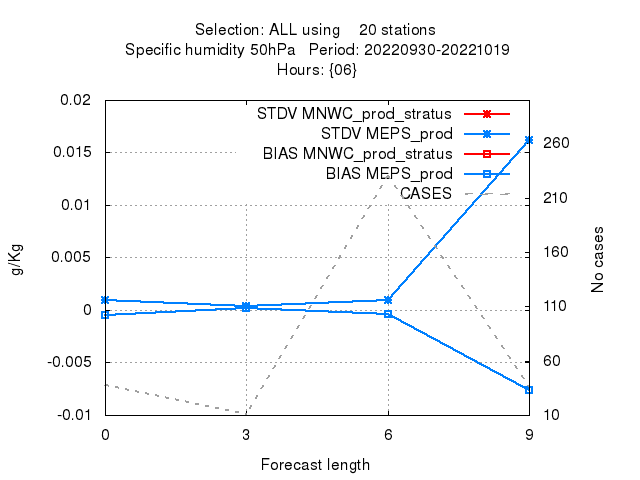 Selection: ALL using 20 stations
Specific humidity 50hPa Period: 20220930-20221019
Hours: {06}
STDV MNWC_prod_stratus
STDV MEPS_prod
BIAS MNWC_prod_stratus
BIAS MEPS_prod
CASES
0.02
0.015
0.01
0.005
0
-0.005
-0.01
g/Kg
260
210
160
110
60
10
No cases
0 3 6 9
Forecast length